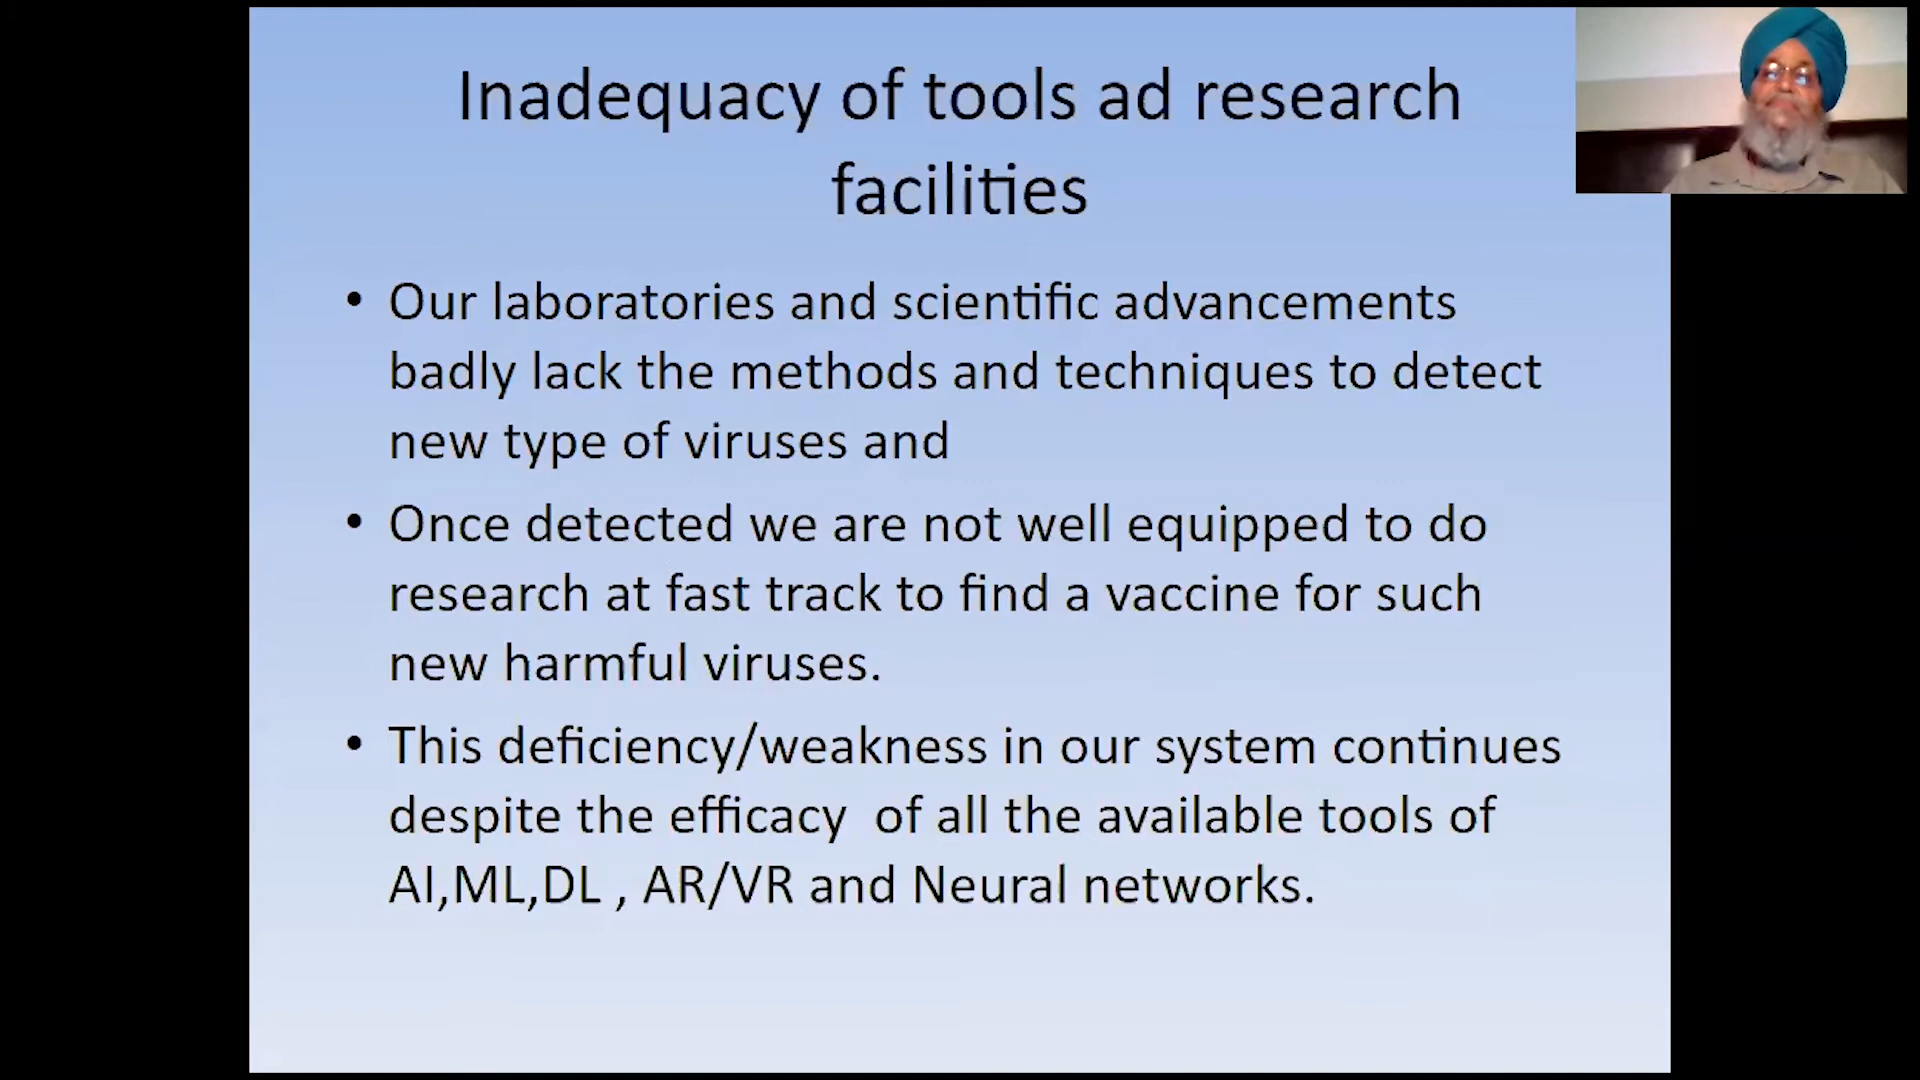 Inadequacy of tools ad research
facilities
• Our laboratories and scientific advancements
badly lack the methods and techniques to detect
new type of viruses and
• Once detected we are not well equipped to do
research at fast track to find a vaccine for such
new harmful viruses.
• This deficiency/weakness in our system continues
despite the efficacy  of all the available tools of
AI,ML,DL , AR/VR and Neural networks.